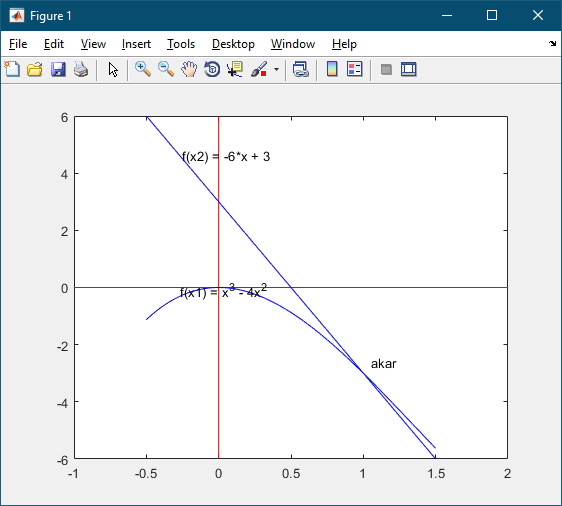 Figure 1
File Edit View Insert Tools Desktop Window Help
6
f(x2) = -6*x + 3
4
2
0
f(x1) = x³ - 4x²
-2
akar
-4
-6
-1 -0.5 0 0.5 1 1.5 2